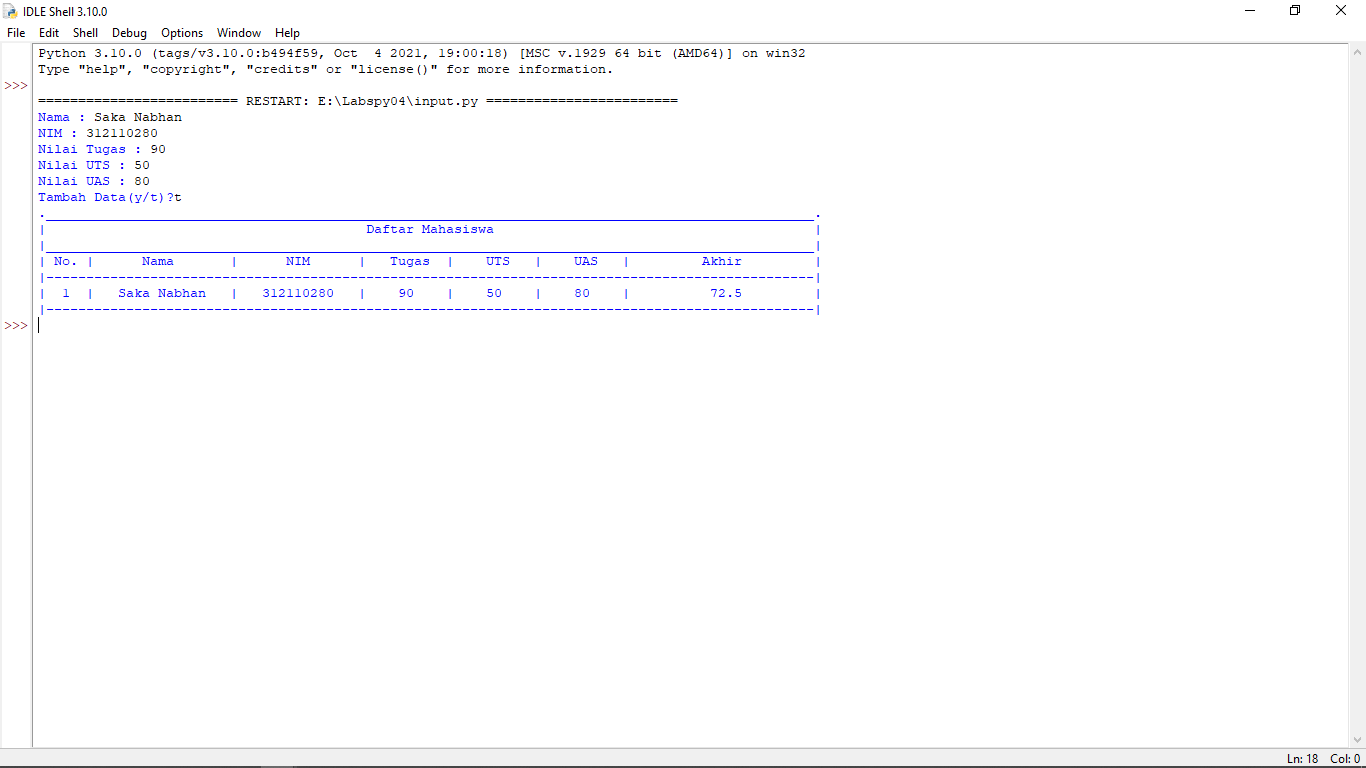 IDLE Shell 3.10.0
File Edit Shell Debug Options Window Help
Python 3.10.0 (tags/v3.10.0:b494f59, Oct  4 2021, 19:00:18) [MSC v.1929 64 bit (AMD64)] on win32
Type "help", "copyright", "credits" or "license()" for more information.
>>>
========================= RESTART: E:\Labspy04\input.py ========================
Nama : Saka Nabhan
NIM : 312110280
Nilai Tugas : 90
Nilai UTS : 50
Nilai UAS : 80
Tambah Data(y/t)?t
.________________________________________________________________________________________________.
| Daftar Mahasiswa |
|________________________________________________________________________________________________|
| No. | Nama | NIM | Tugas | UTS | UAS | Akhir |
|------------------------------------------------------------------------------------------------|
| 1 | Saka Nabhan | 312110280 | 90 | 50 | 80 | 72.5 |
|------------------------------------------------------------------------------------------------|
>>>
Ln: 18 Col: 0